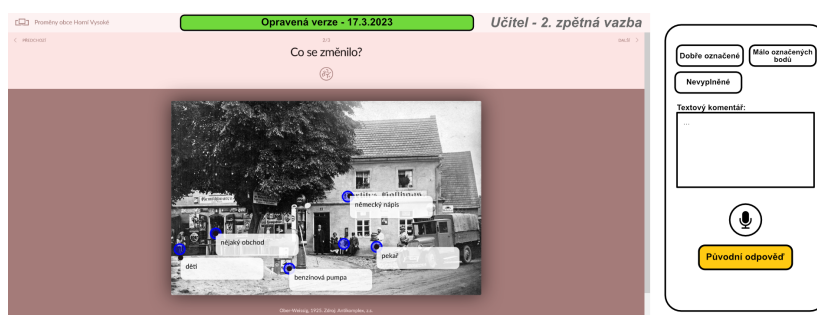 Proměny obce Horní Vysoké
Opravená verze - 17.3.2023
Učitel - 2. zpětná vazba
PŘEDCHOZÍ
DALŠÍ
Co se změnilo?
německý nápis
nějaký obchod
pekař
děti
benzínová pumpa
Dobře označené
Málo označených
bodů
Nevyplněné
Textový komentář:
...
Původní odpověď